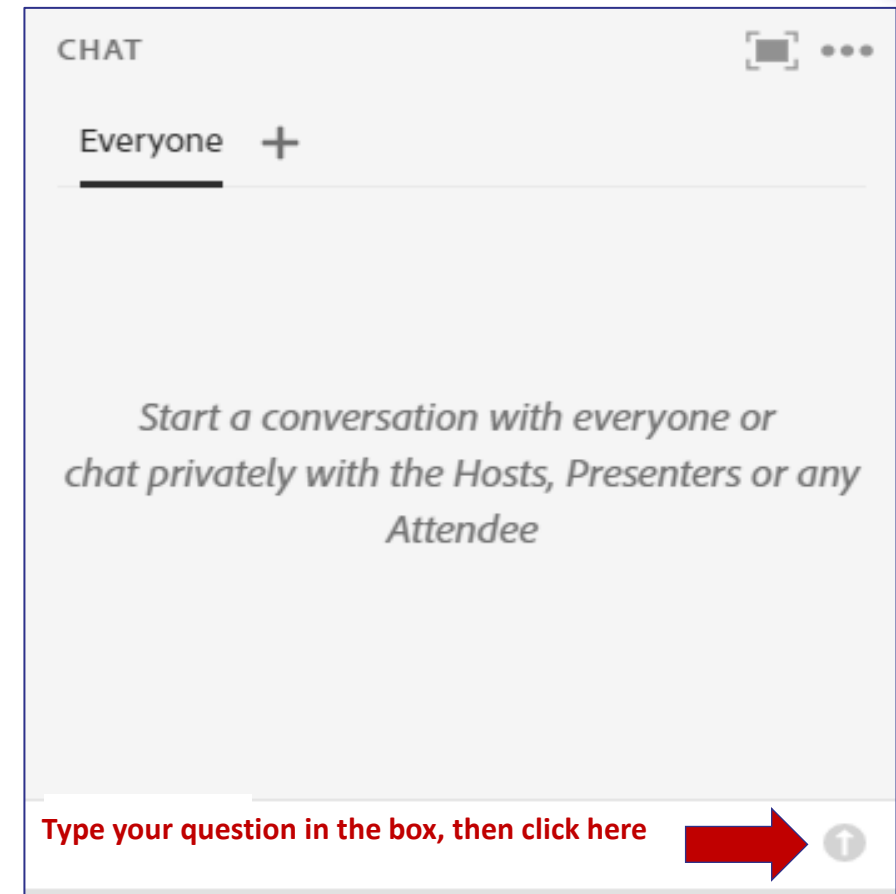 CHAT
Everyone
Start a conversation with everyone or
chat privately with the Hosts, Presenters or any
Attendee
Type your question in the box, then click here